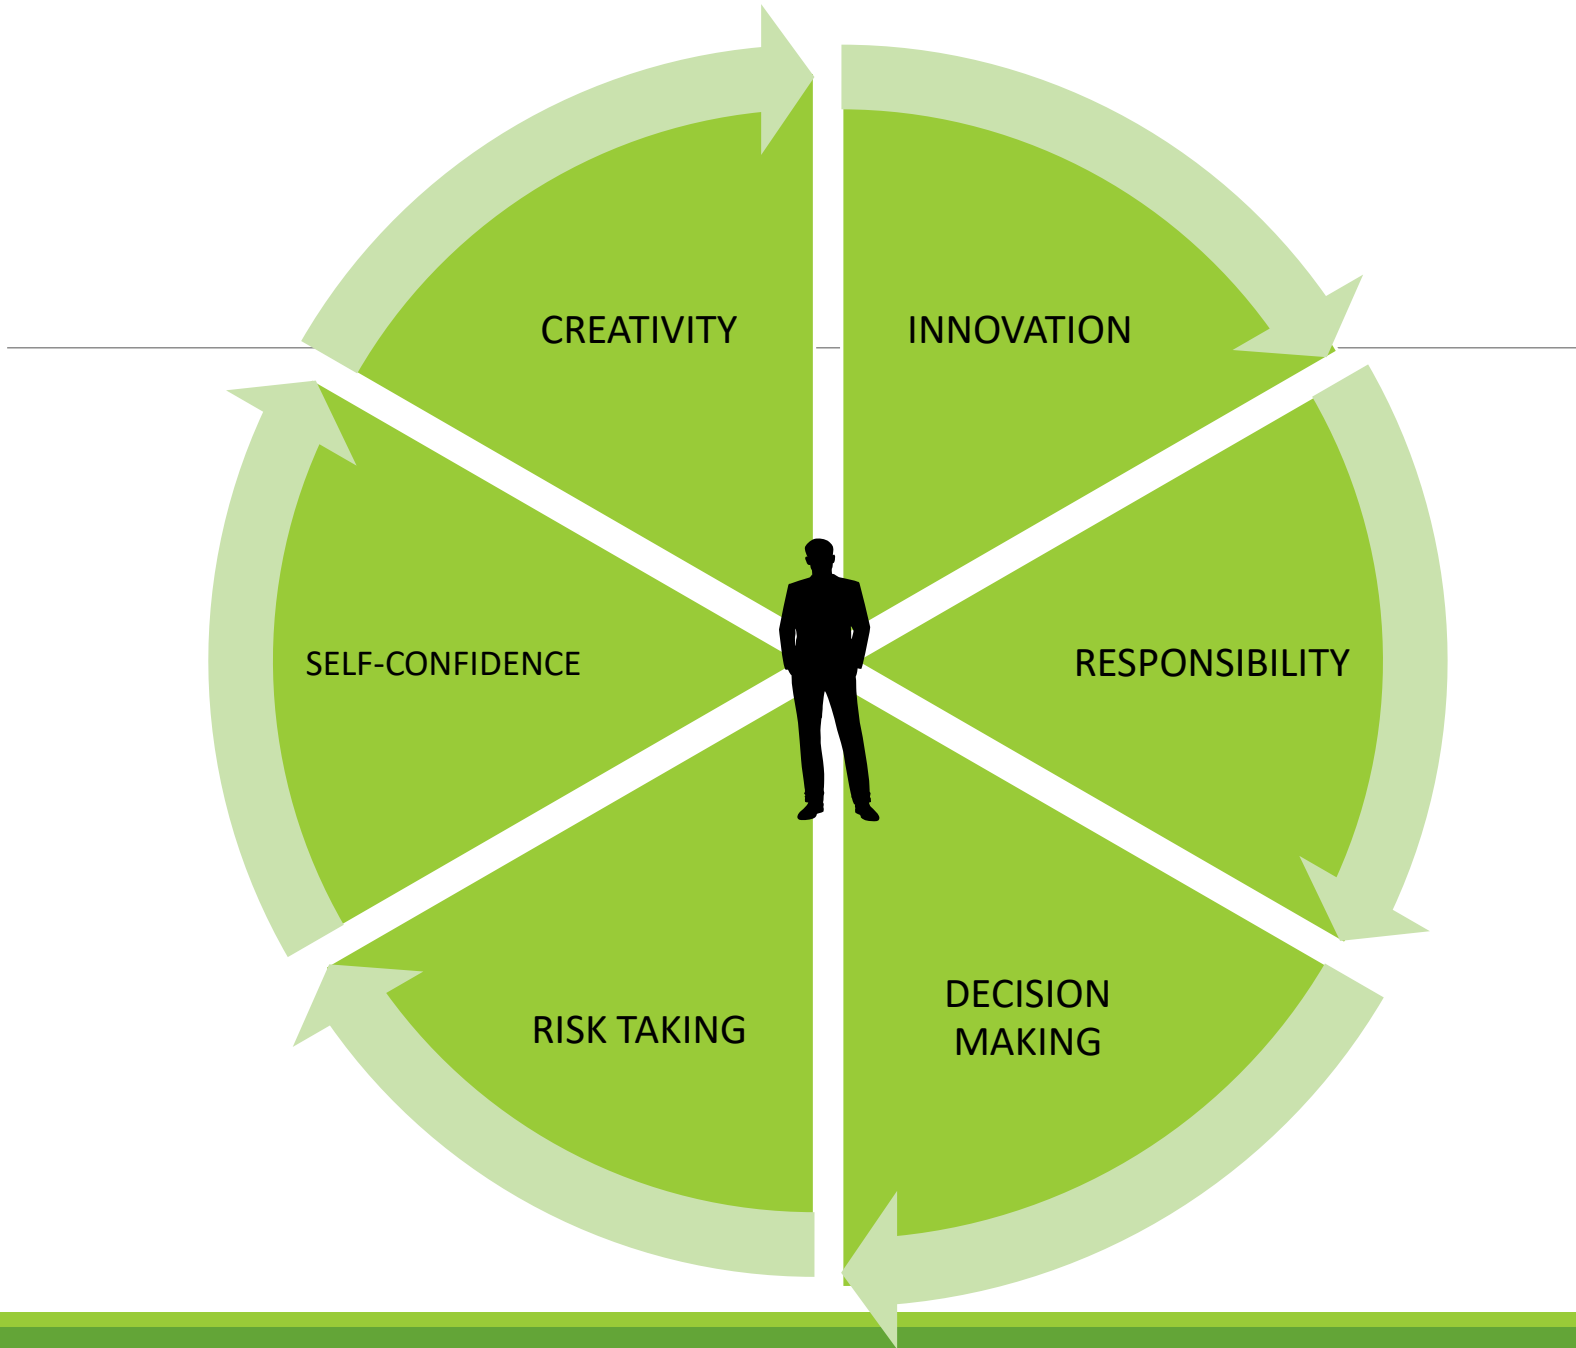 CREATIVITY
INNOVATION
SELF-CONFIDENCE
RESPONSIBILITY
RISK TAKING
DECISION
MAKING